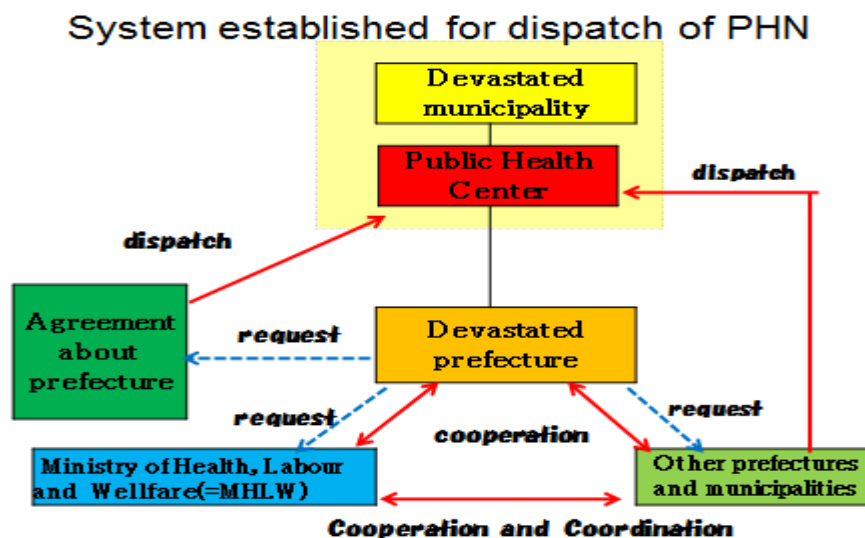 System established for dispatch of PHN
Devastated
municipality
Public Health
Center
dispatch
dispatch
Agreement
about
prefecture
request
Devastated
prefecture
request
request
cooperation
Ministry of Health, Labour
and Wellfare(=MHLW)
Other prefectures
and municipalities
Cooperation and Coordination